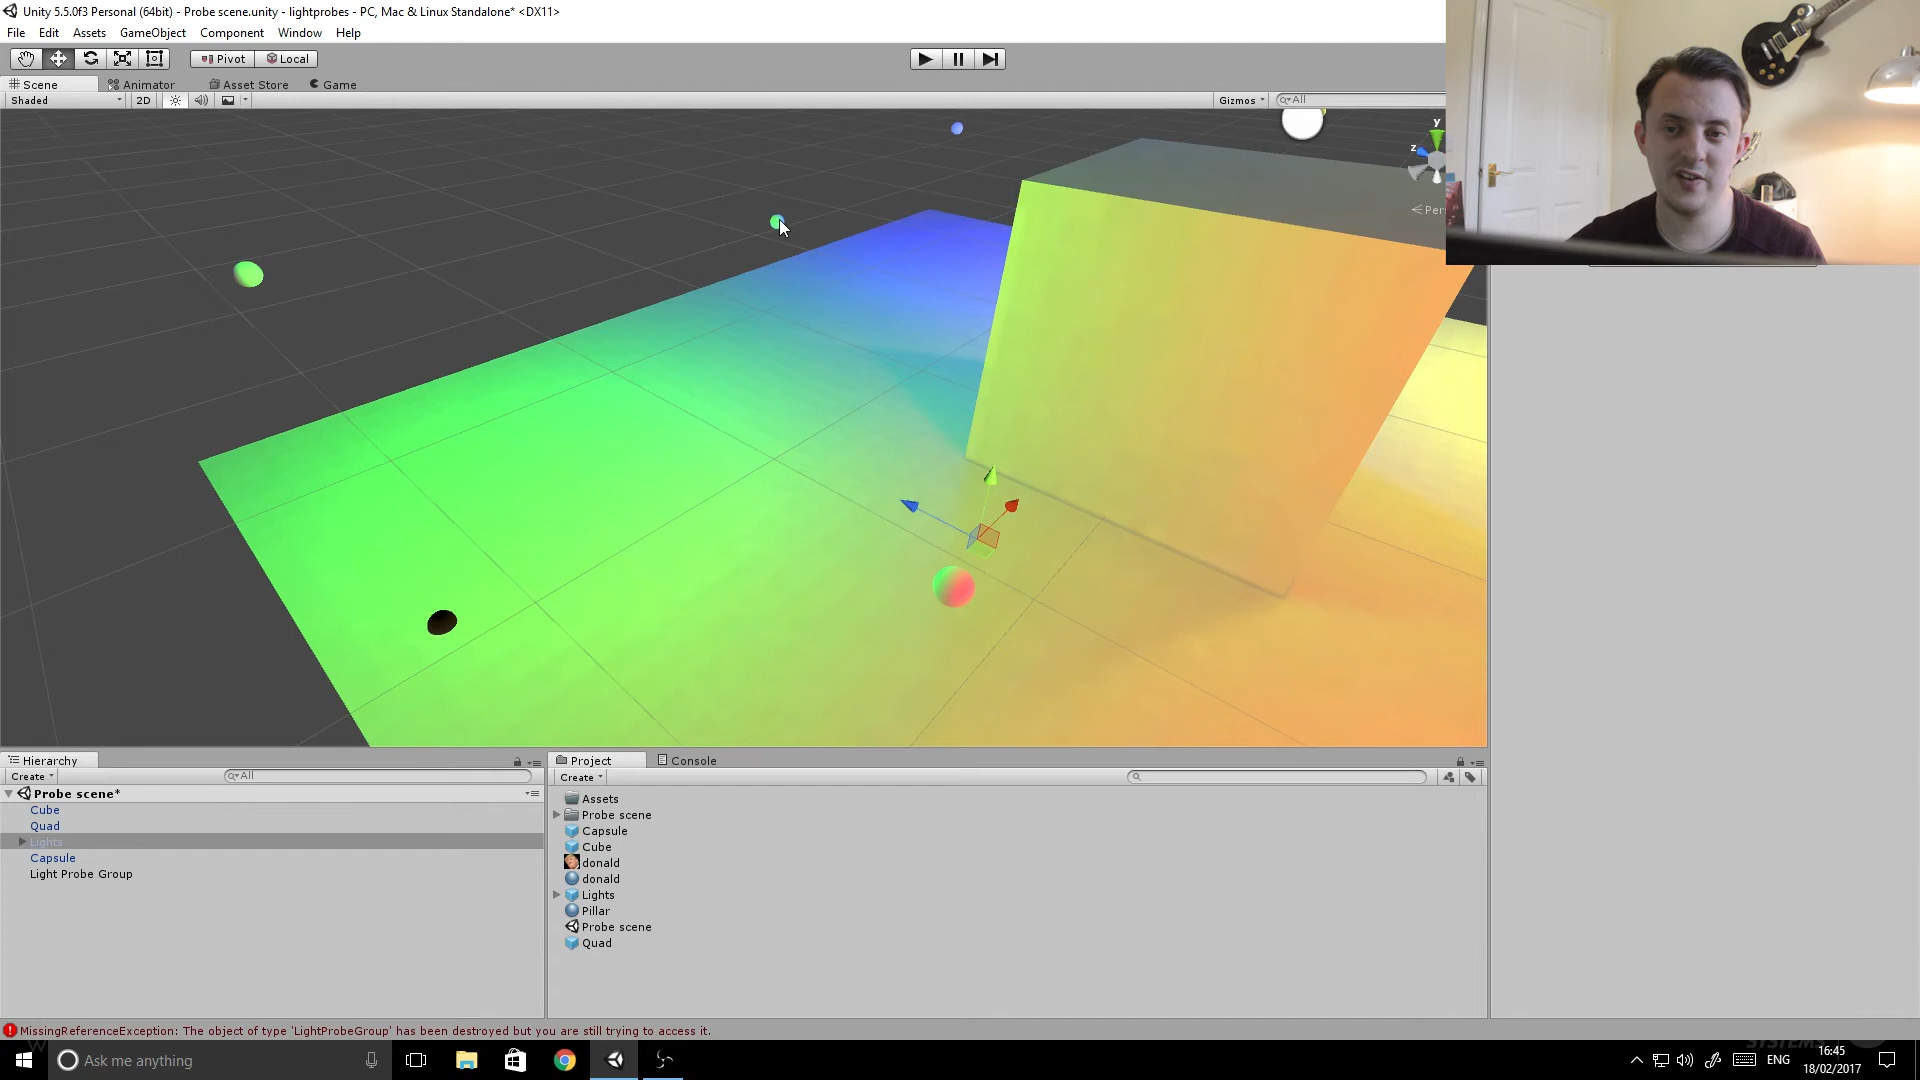 Unity 5.5.0f3 Personal (64bit) - Probe scene.unity - lightprobes - PC, Mac & Linux Standalone* <DX11>
File Edit Assets GameObject Component Window Help
Pivot Local
Scene Animator Asset Store Game
Shaded 2D Gizmos All
y
z
Pers
Hierarchy
Create All
Probe scene*
Cube
Quad
Lights
Capsule
Light Probe Group
Project Console
Create
Assets
Probe scene
Capsule
Cube
donald
donald
Lights
Pillar
Probe scene
Quad
MissingReferenceException: The object of type 'LightProbeGroup' has been destroyed but you are still trying to access it.
Ask me anything
SYSTEMS
ENG
16:45
18/02/2017